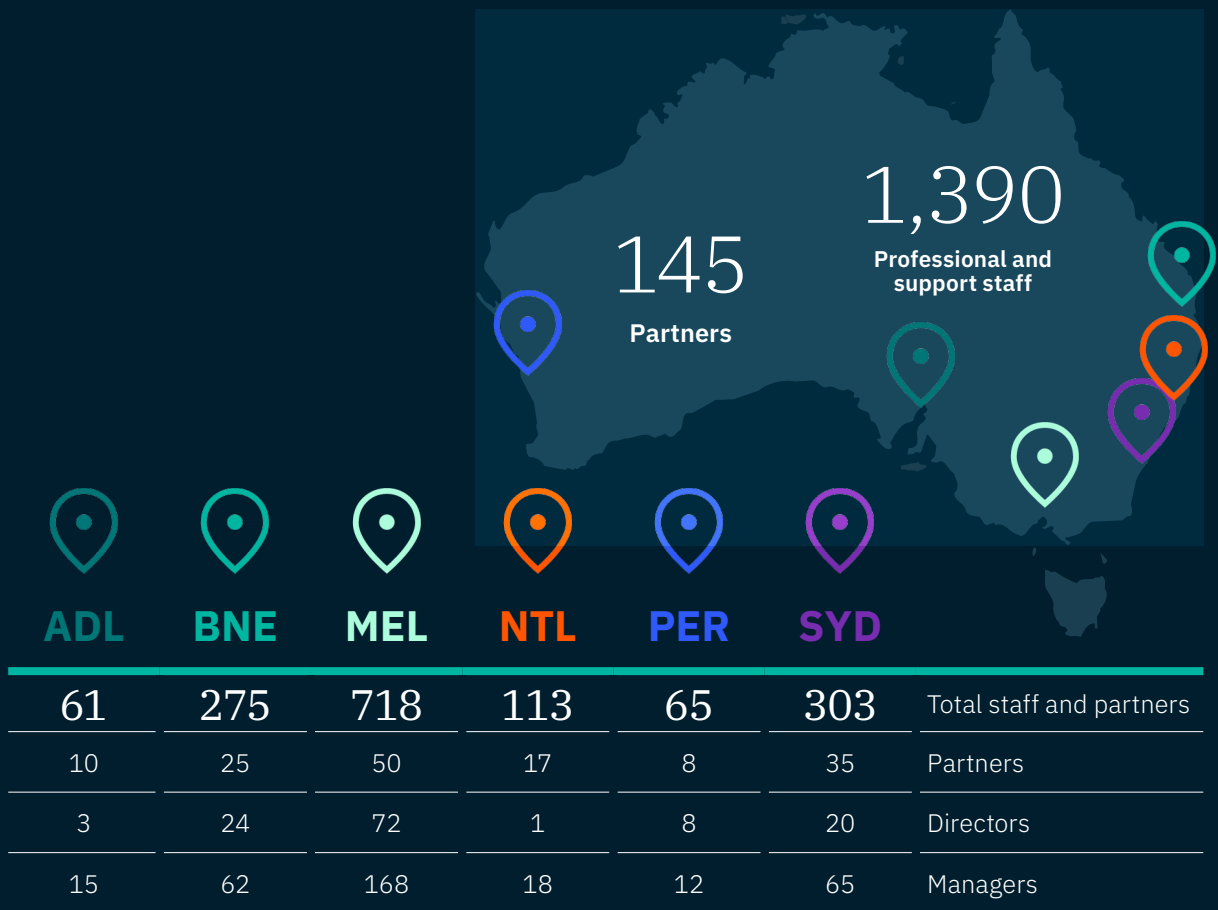 1,390
Professional and
support staff
145
Partners
ADL BNE MEL NTL PER SYD
61 275 718 113 65 303 Total staff and partners
10 25 50 17 8 35 Partners
3 24 72 1 8 20 Directors
15 62 168 18 12 65 Managers